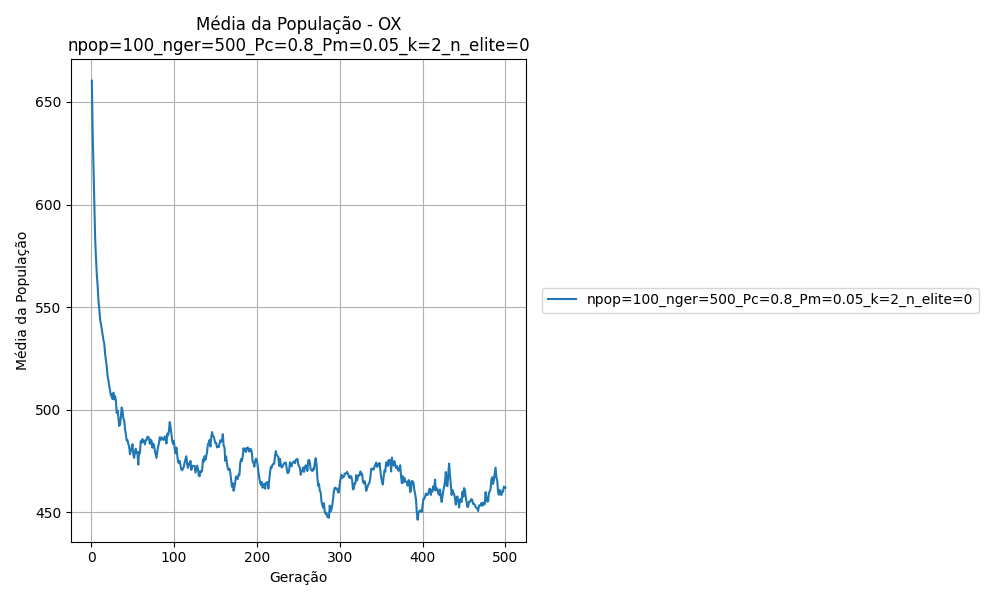 Média da População - OX
npop=100_nger=500_Pc=0.8_Pm=0.05_k=2_n_elite=0
Média da População
650
600
550
500
450
0 100 200 300 400 500
Geração
npop=100_nger=500_Pc=0.8_Pm=0.05_k=2_n_elite=0